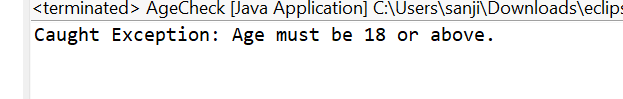 <terminated> AgeCheck [Java Application] C:\Users\sanji\Downloads\eclips
Caught Exception: Age must be 18 or above.